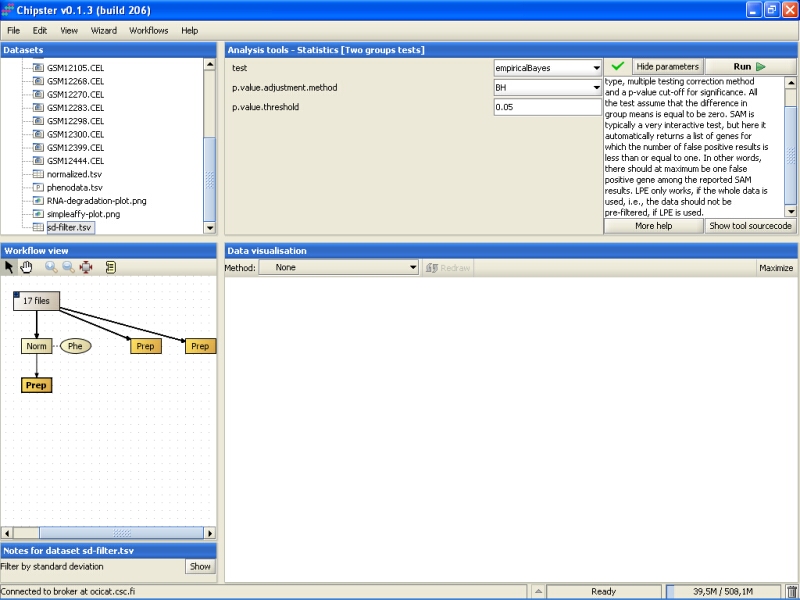 Chipster v0.1.3 (build 206)
File Edit View Wizard Workflows Help
Datasets
GSM12105.CEL
GSM12268.CEL
GSM12270.CEL
GSM12283.CEL
GSM12298.CEL
GSM12300.CEL
GSM12399.CEL
GSM12444.CEL
normalized.tsv
phenodata.tsv
RNA-degradation-plot.png
simpleaffy-plot.png
sd-filter.tsv
Analysis tools - Statistics [Two groups tests]
test empiricalBayes
p.value.adjustment.method BH
p.value.threshold 0.05
Hide parameters Run
type, multiple testing correction method
and a p-value cut-off for significance. All
the test assume that the difference in
group means is equal to be zero. SAM is
typically a very interactive test, but here it
automatically returns a list of genes for
which the number of false positive results is
less than or equal to one. In other words,
there should at maximum be one false
positive gene among the reported SAM
results. LPE only works, if the whole data is
used, i.e., the data should not be
pre-filtered, if LPE is used.
More help Show tool sourcecode
Workflow view
17 files
Norm Phe Prep Prep
Prep
Data visualisation
Method: None Redraw Maximize
Notes for dataset sd-filter.tsv
Filter by standard deviation Show
Connected to broker at ocicat.csc.fi Ready 39,5M / 508,1M